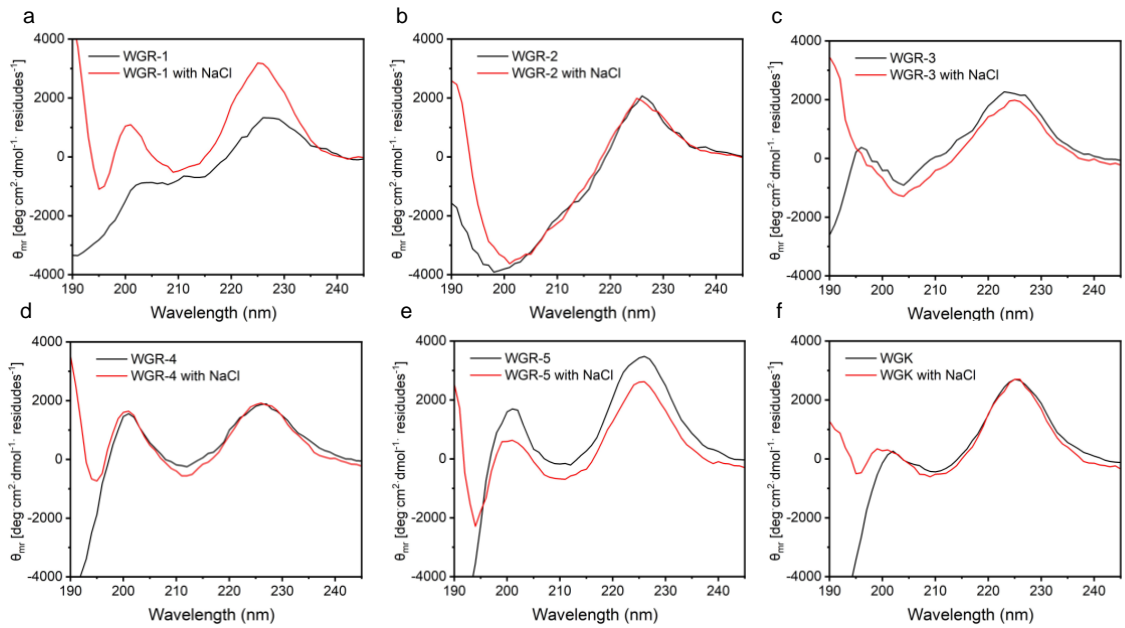 a
4000
2000
0
-2000
-4000
θmr [deg·cm² dmol⁻¹· residudes⁻¹]
WGR-1
WGR-1 with NaCl
190 200 210 220 230 240
Wavelength (nm)
b
4000
2000
0
-2000
-4000
θmr [deg·cm² dmol⁻¹· residudes⁻¹]
WGR-2
WGR-2 with NaCl
190 200 210 220 230 240
Wavelength (nm)
c
4000
2000
0
-2000
-4000
θmr [deg·cm² dmol⁻¹· residudes⁻¹]
WGR-3
WGR-3 with NaCl
190 200 210 220 230 240
Wavelength (nm)
d
4000
2000
0
-2000
-4000
θmr [deg·cm² dmol⁻¹· residudes⁻¹]
WGR-4
WGR-4 with NaCl
190 200 210 220 230 240
Wavelength (nm)
e
4000
2000
0
-2000
-4000
θmr [deg·cm² dmol⁻¹· residudes⁻¹]
WGR-5
WGR-5 with NaCl
190 200 210 220 230 240
Wavelength (nm)
f
4000
2000
0
-2000
-4000
θmr [deg·cm² dmol⁻¹· residudes⁻¹]
WGK
WGK with NaCl
190 200 210 220 230 240
Wavelength (nm)